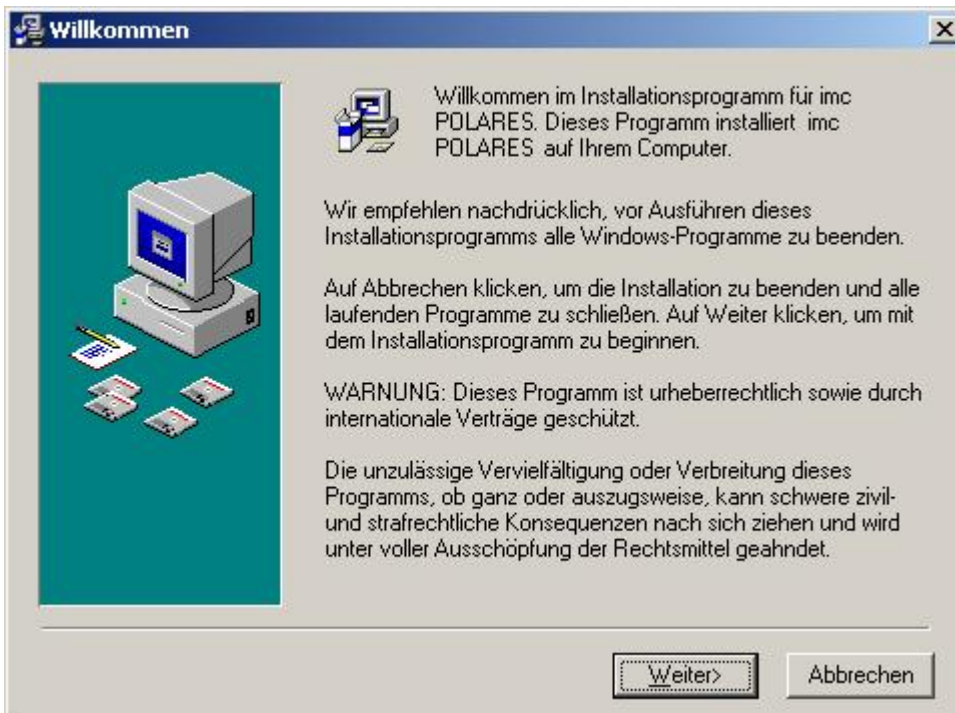 Willkommen
Willkommen im Installationsprogramm für imc
POLARES. Dieses Programm installiert imc
POLARES auf Ihrem Computer.
Wir empfehlen nachdrücklich, vor Ausführen dieses
Installationsprogramms alle Windows-Programme zu beenden.
Auf Abbrechen klicken, um die Installation zu beenden und alle
laufenden Programme zu schließen. Auf Weiter klicken, um mit
dem Installationsprogramm zu beginnen.
WARNUNG: Dieses Programm ist urheberrechtlich sowie durch
internationale Verträge geschützt.
Die unzulässige Vervielfältigung oder Verbreitung dieses
Programms, ob ganz oder auszugsweise, kann schwere zivil-
und strafrechtliche Konsequenzen nach sich ziehen und wird
unter voller Ausschöpfung der Rechtsmittel geahndet.
Weiter>
Abbrechen